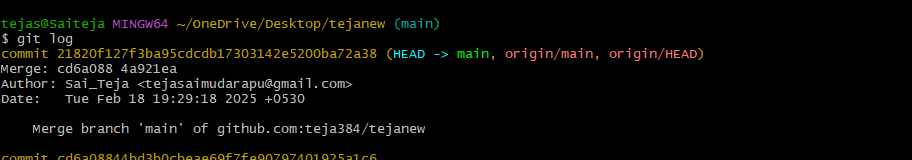 tejas@Saiteja MINGW64 ~/OneDrive/Desktop/tejanew (main)
$ git log
commit 21820f127f3ba95cdcdb17303142e5200ba72a38 (HEAD -> main, origin/main, origin/HEAD)
Merge: cd6a088 4a921ea
Author: Sai_Teja <tejasaimudarapu@gmail.com>
Date:   Tue Feb 18 19:29:18 2025 +0530
Merge branch 'main' of github.com:teja384/tejanew
commit